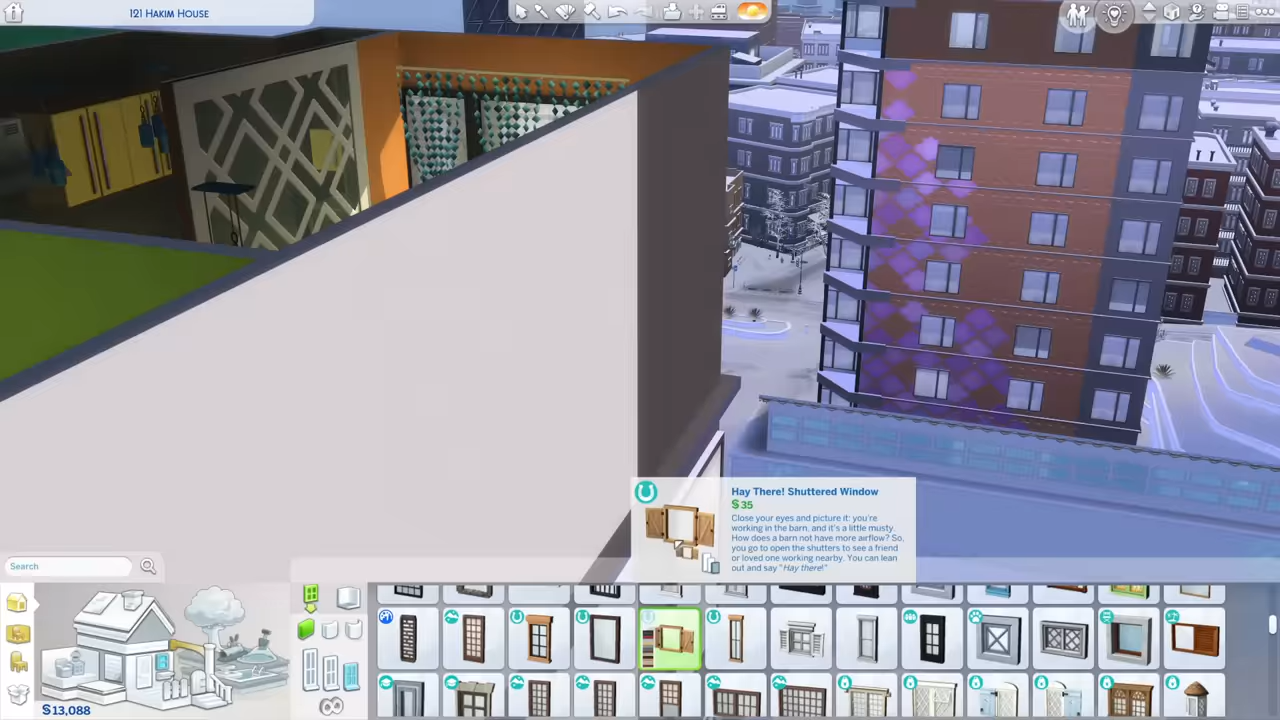 121 Hakim House
Hay There! Shuttered Window
$35
Close your eyes and picture it: you're
working in the barn, and it's a little musty.
How does a barn not have more airflow? So,
you go to open the shutters to see a friend
or loved one working nearby. You can lean
out and say "Hay there!"
Search
$13,088